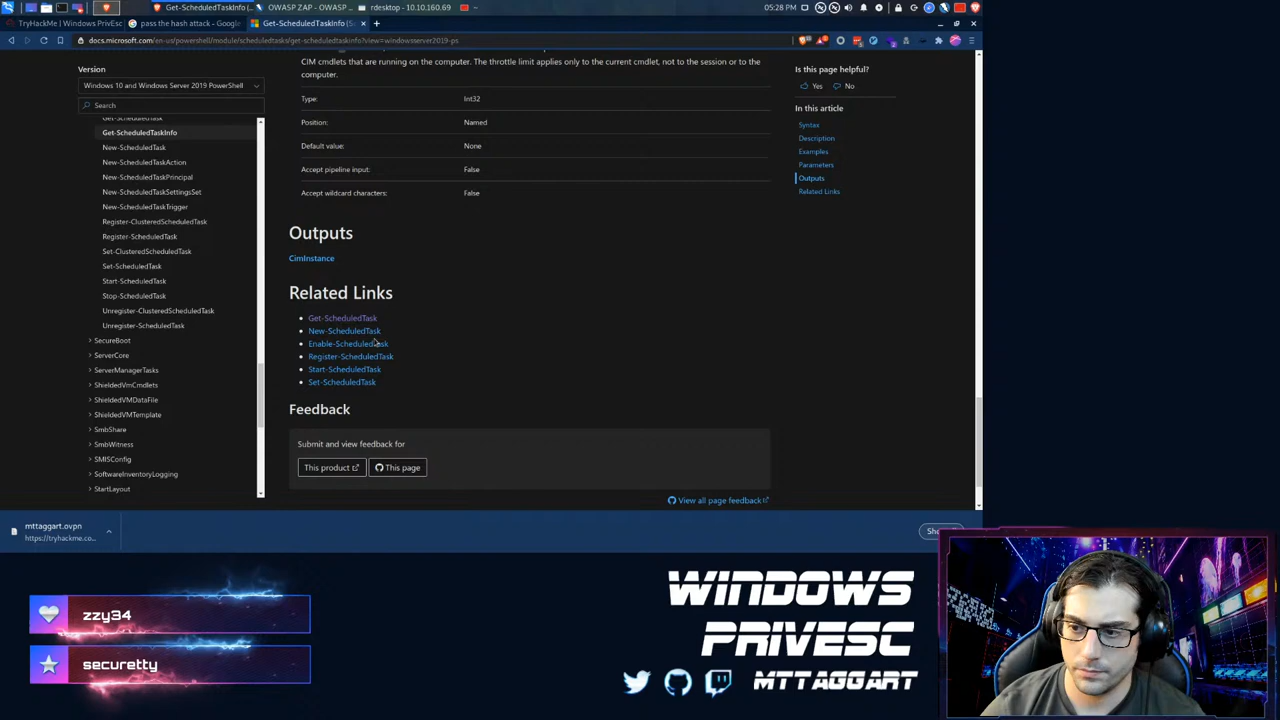 Get-ScheduledTaskInfo (
OWASP ZAP - OWASP
rdesktop - 10.10.160.69
05:28 PM
TryHackMe | Windows PrivEsc
pass the hash attack - Google
Get-ScheduledTaskInfo (S
docs.microsoft.com/en-us/powershell/module/scheduledtasks/get-scheduledtaskinfo?view=windowsserver2019-ps
Version
Windows 10 and Windows Server 2019 PowerShell
Search
Get-ScheduledTask
Get-ScheduledTaskInfo
New-ScheduledTask
New-ScheduledTaskAction
New-ScheduledTaskPrincipal
New-ScheduledTaskSettingsSet
New-ScheduledTaskTrigger
Register-ClusteredScheduledTask
Register-ScheduledTask
Set-ClusteredScheduledTask
Set-ScheduledTask
Start-ScheduledTask
Stop-ScheduledTask
Unregister-ClusteredScheduledTask
Unregister-ScheduledTask
SecureBoot
ServerCore
ServerManagerTasks
ShieldedVmCmdlets
ShieldedVMDataFile
ShieldedVMTemplate
SmbShare
SmbWitness
SMISConfig
SoftwareInventoryLogging
StartLayout
CIM cmdlets that are running on the computer. The throttle limit applies only to the current cmdlet, not to the session or to the
computer.
Type: Int32
Position: Named
Default value: None
Accept pipeline input: False
Accept wildcard characters: False
Outputs
CimInstance
Related Links
Get-ScheduledTask
New-ScheduledTask
Enable-ScheduledTask
Register-ScheduledTask
Start-ScheduledTask
Set-ScheduledTask
Feedback
Submit and view feedback for
This product
This page
View all page feedback
Is this page helpful?
Yes
No
In this article
Syntax
Description
Examples
Parameters
Outputs
Related Links
mttaggart.ovpn
https://tryhackme.co...
zzy34
securetty
WINDOWS
PRIVESC
MTTAGGART